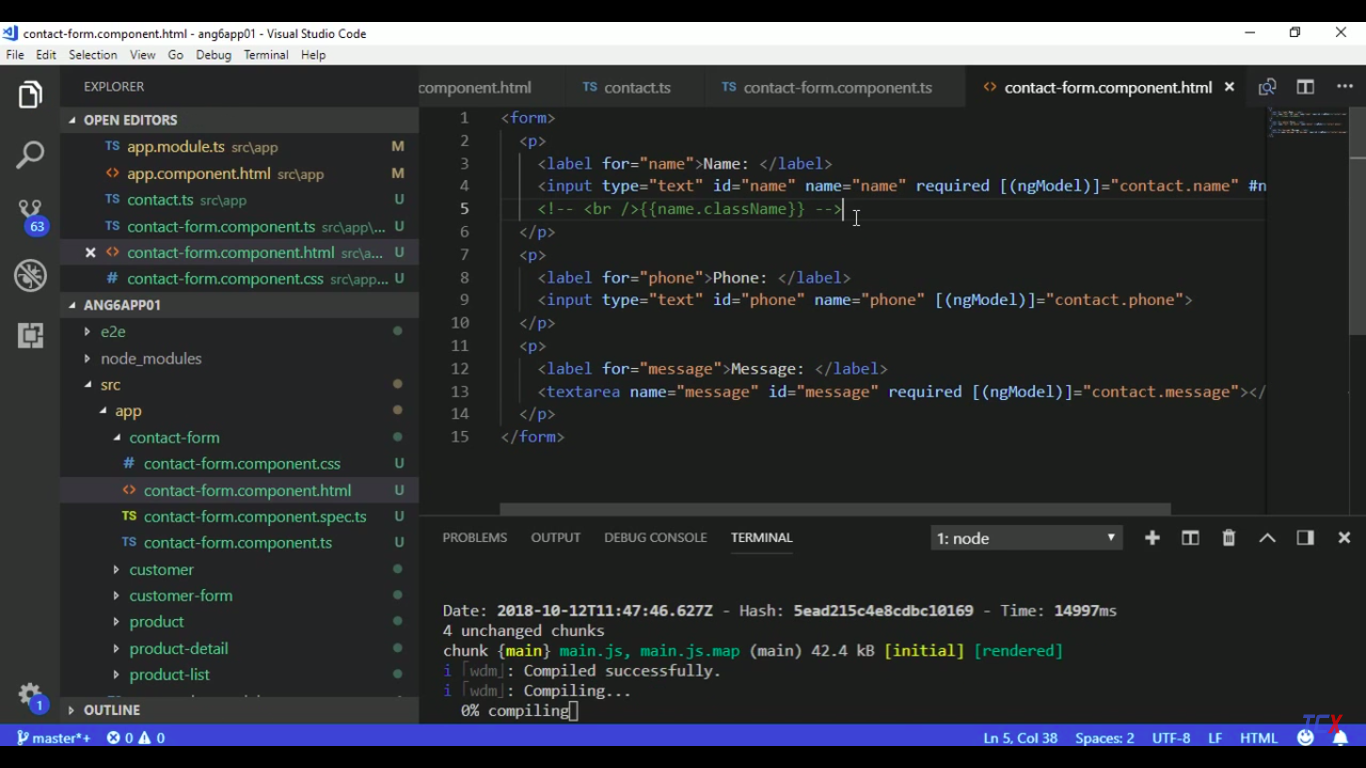 contact-form.component.html - ang6app01 - Visual Studio Code
File Edit Selection View Go Debug Terminal Help
EXPLORER
component.html
TS contact.ts
TS contact-form.component.ts
<> contact-form.component.html
OPEN EDITORS
TS app.module.ts src\app M
<> app.component.html src\app M
TS contact.ts src\app U
TS contact-form.component.ts src\app\... U
<> contact-form.component.html src\a... U
# contact-form.component.css src\app... U
ANG6APP01
e2e
node_modules
src
app
contact-form
# contact-form.component.css U
<> contact-form.component.html U
TS contact-form.component.spec.ts U
TS contact-form.component.ts U
customer
customer-form
product
product-detail
product-list
OUTLINE
63
1
1 <form>
2 <p>
3 <label for="name">Name: </label>
4 <input type="text" id="name" name="name" required [(ngModel)]="contact.name" #n
5 <!-- <br />{{name.className}} -->
6 </p>
7 <p>
8 <label for="phone">Phone: </label>
9 <input type="text" id="phone" name="phone" [(ngModel)]="contact.phone">
10 </p>
11 <p>
12 <label for="message">Message: </label>
13 <textarea name="message" id="message" required [(ngModel)]="contact.message"></
14 </p>
15 </form>
PROBLEMS OUTPUT DEBUG CONSOLE TERMINAL 1: node
Date: 2018-10-12T11:47:46.627Z - Hash: 5ead215c4e8cdbc10169 - Time: 14997ms
4 unchanged chunks
chunk {main} main.js, main.js.map (main) 42.4 kB [initial] [rendered]
i ｢wdm｣: Compiled successfully.
i ｢wdm｣: Compiling...
0% compiling
TCX
master*+ 0 0 Ln 5, Col 38 Spaces: 2 UTF-8 LF HTML